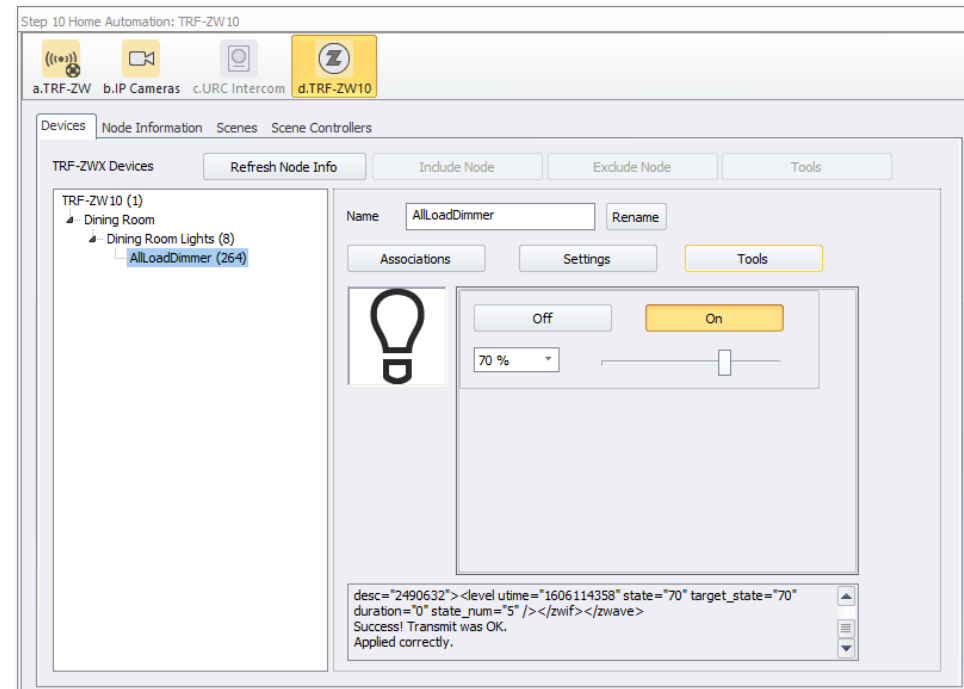 Step 10 Home Automation: TRF-ZW10
a.TRF-ZW b.IP Cameras c.URC Intercom d.TRF-ZW10
Devices Node Information Scenes Scene Controllers
TRF-ZWX Devices Refresh Node Info Include Node Exclude Node Tools
TRF-ZW10 (1)
Dining Room
Dining Room Lights (8)
AllLoadDimmer (264)
Name AllLoadDimmer Rename
Associations Settings Tools
Off On
70 %
desc="2490632"><level utime="1606114358" state="70" target_state="70"
duration="0" state_num="5" /></zwif></zwave>
Success! Transmit was OK.
Applied correctly.